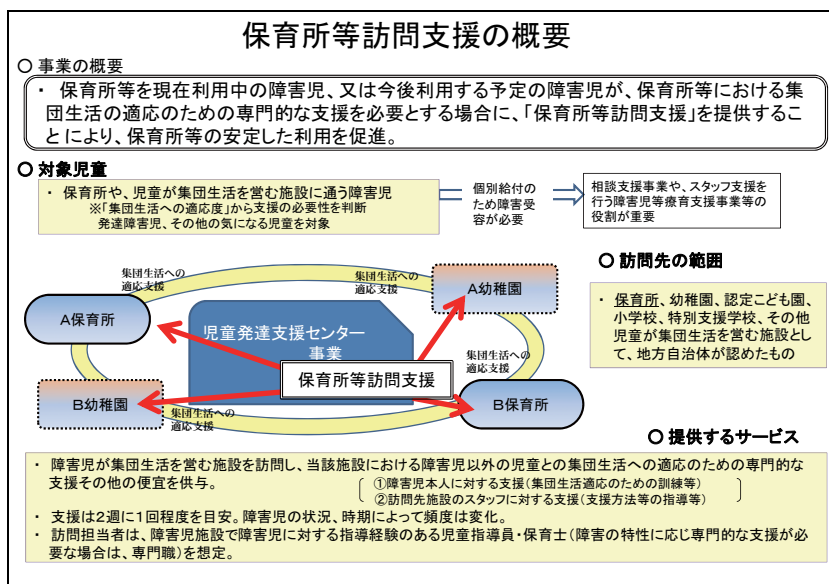 保育所等訪問支援の概要
○ 事業の概要
・ 保育所等を現在利用中の障害児、又は今後利用する予定の障害児が、保育所等における集
団生活の適応のための専門的な支援を必要とする場合に、「保育所等訪問支援」を提供するこ
とにより、保育所等の安定した利用を促進。
○ 対象児童
・ 保育所や、児童が集団生活を営む施設に通う障害児
※「集団生活への適応度」から支援の必要性を判断
発達障害児、その他の気になる児童を対象
個別給付の
ため障害受
容が必要
相談支援事業や、スタッフ支援を
行う障害児等療育支援事業等の
役割が重要
集団生活への
適応支援
集団生活への
適応支援
A幼稚園
A保育所
児童発達支援センター
事業
集団生活への
適応支援
保育所等訪問支援
B幼稚園
集団生活への
適応支援
B保育所
○ 訪問先の範囲
・ 保育所、幼稚園、認定こども園、
小学校、特別支援学校、その他
児童が集団生活を営む施設とし
て、地方自治体が認めたもの
○ 提供するサービス
・ 障害児が集団生活を営む施設を訪問し、当該施設における障害児以外の児童との集団生活への適応のための専門的な
支援その他の便宜を供与。
①障害児本人に対する支援(集団生活適応のための訓練等)
②訪問先施設のスタッフに対する支援(支援方法等の指導等)
・ 支援は2週に1回程度を目安。障害児の状況、時期によって頻度は変化。
・ 訪問担当者は、障害児施設で障害児に対する指導経験のある児童指導員・保育士(障害の特性に応じ専門的な支援が必
要な場合は、専門職)を想定。